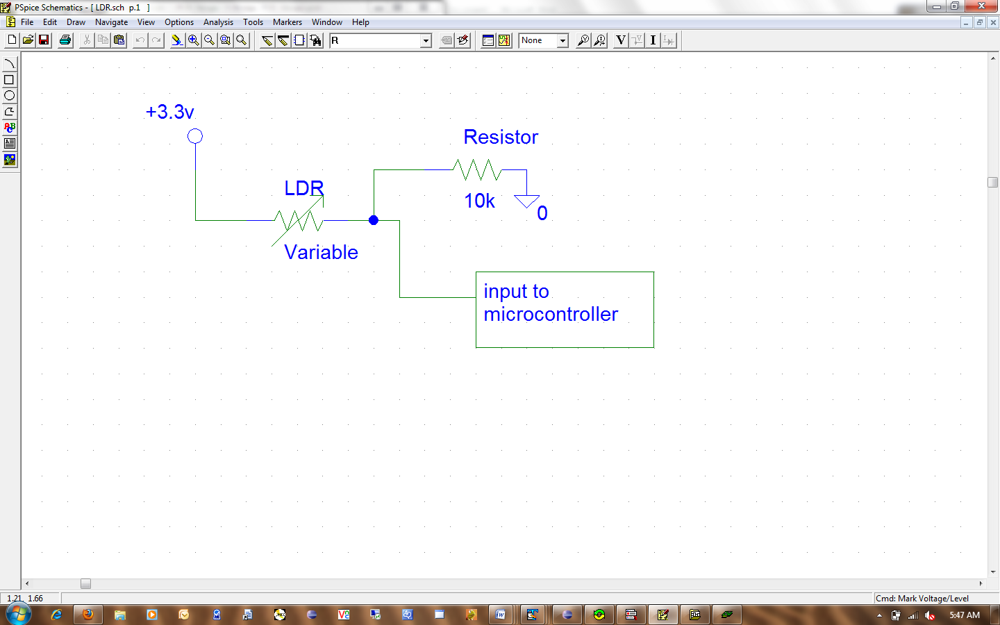 PSpice Schematics - [ LDR.sch p.1 ]
File Edit Draw Navigate View Options Analysis Tools Markers Window Help
R
None
V
I
ABC
+3.3v
Resistor
LDR
10k
0
Variable
input to
microcontroller
1.21, 1.66
Cmd: Mark Voltage/Level
5:47 AM